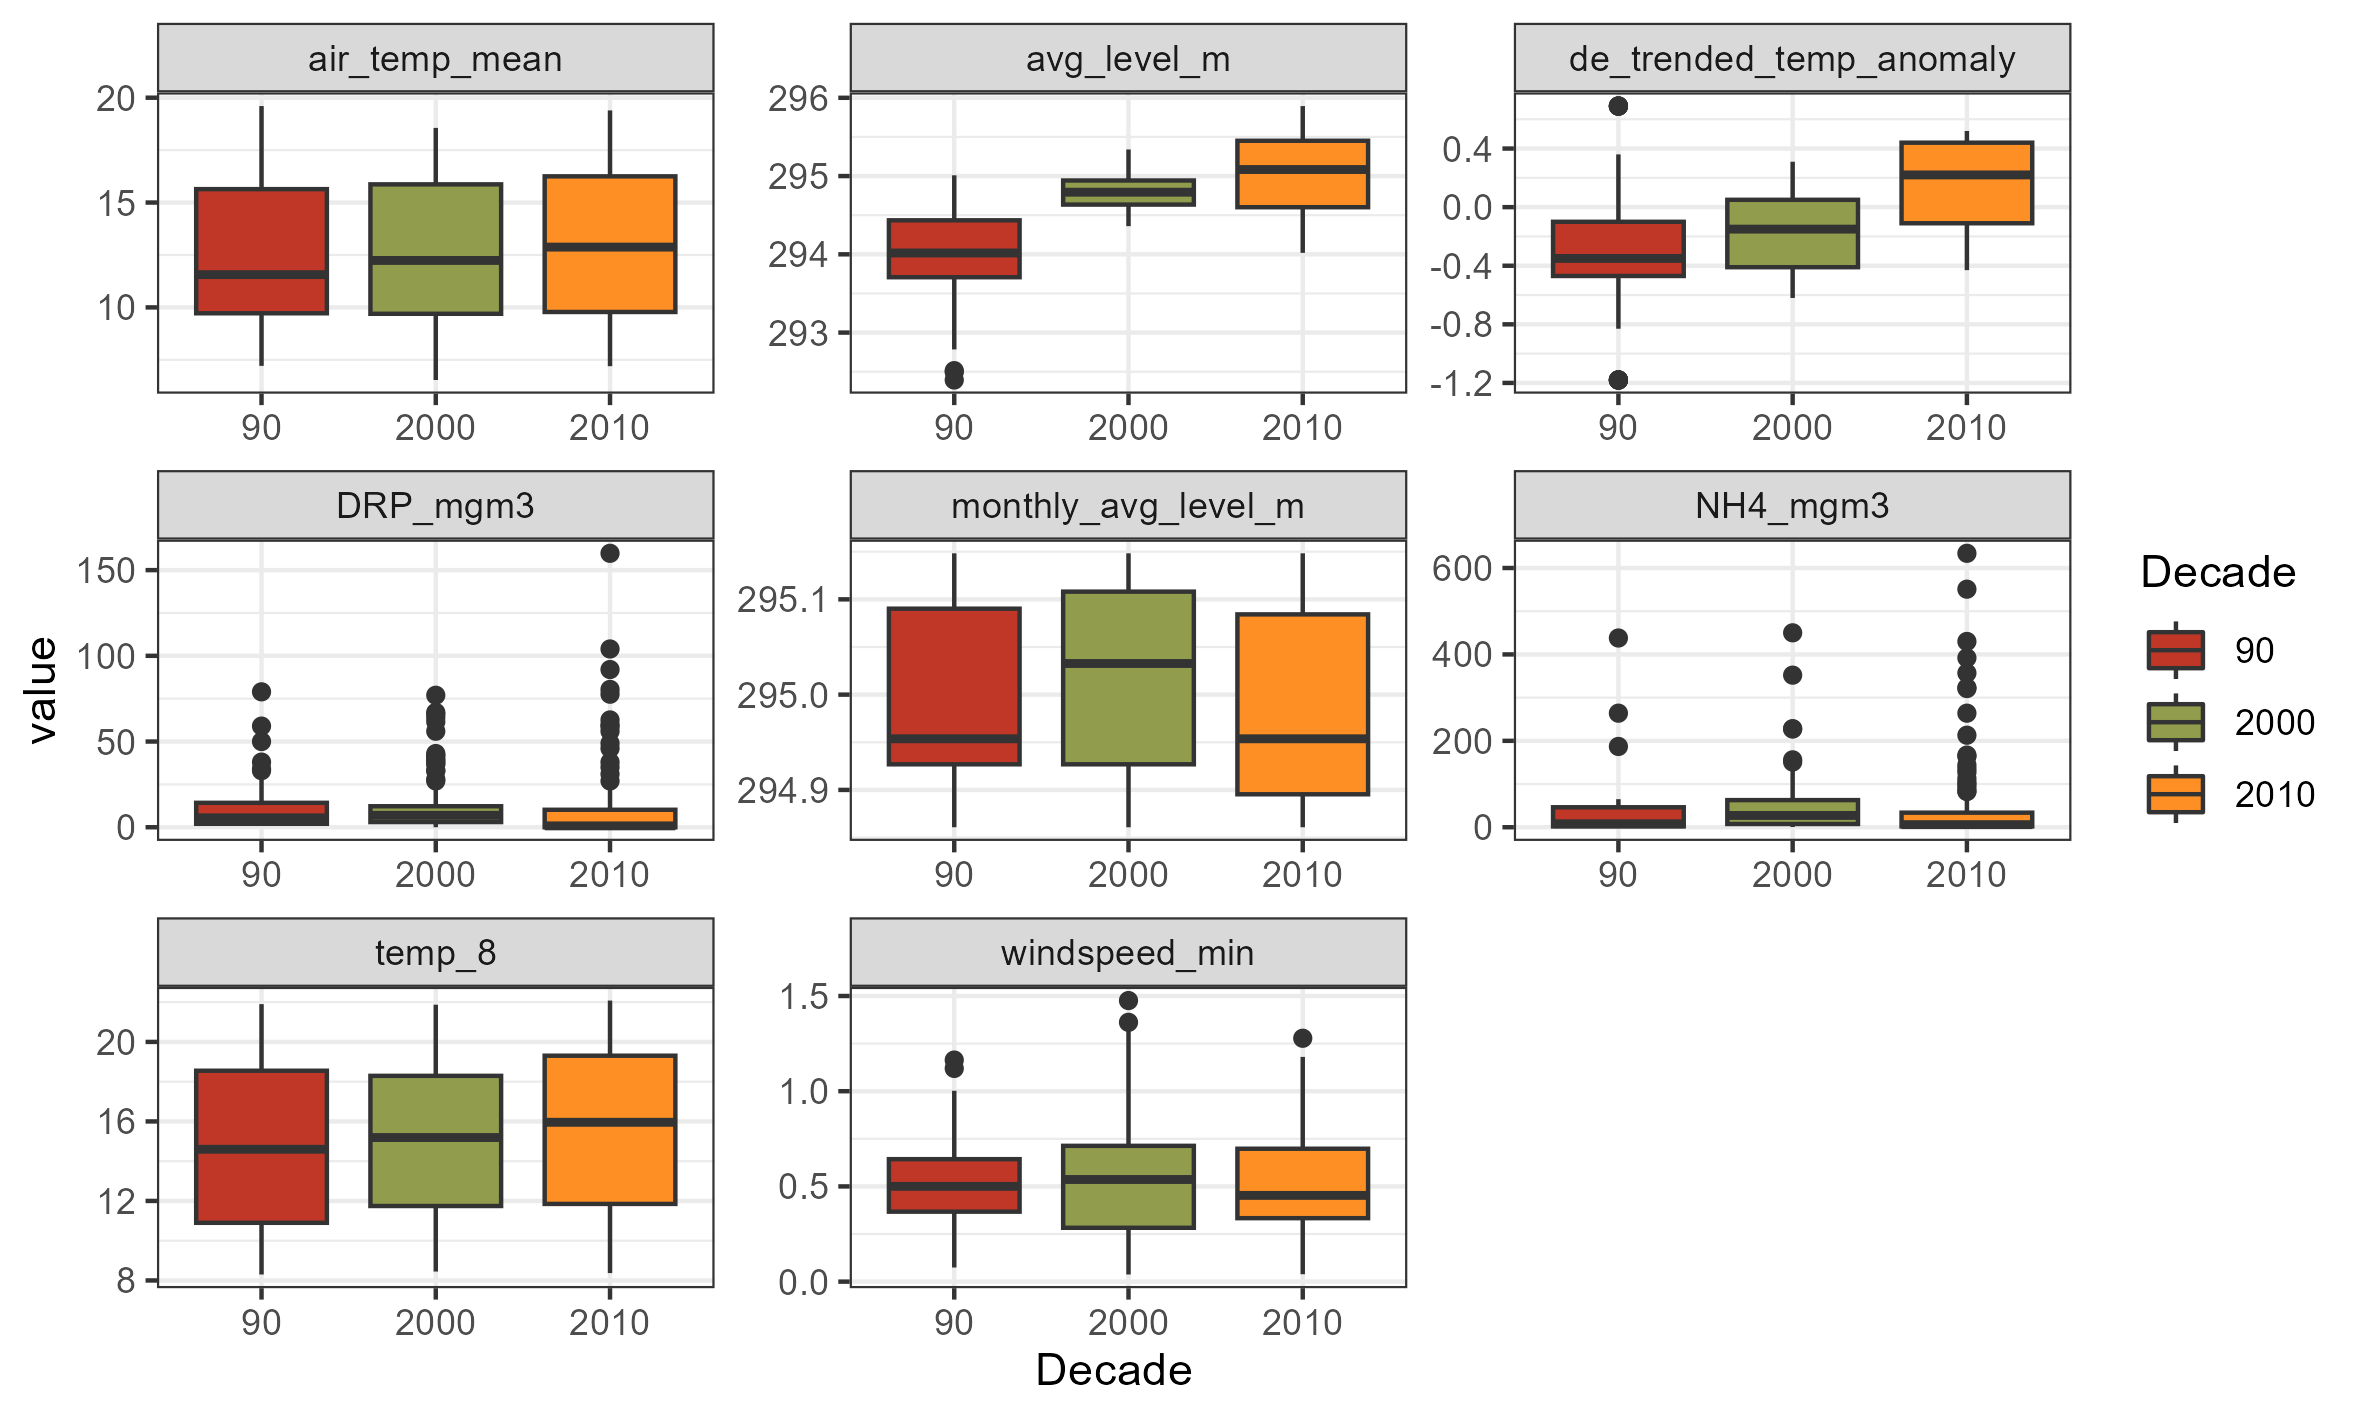 air_temp_mean
avg_level_m
de_trended_temp_anomaly
20
15
10
296
295
294
293
0.4
0.0
-0.4
-0.8
-1.2
90 2000 2010
90 2000 2010
90 2000 2010
DRP_mgm3
monthly_avg_level_m
NH4_mgm3
150
100
50
0
295.1
295.0
294.9
600
400
200
0
90 2000 2010
90 2000 2010
90 2000 2010
temp_8
windspeed_min
20
16
12
8
1.5
1.0
0.5
0.0
90 2000 2010
90 2000 2010
value
Decade
Decade
90
2000
2010